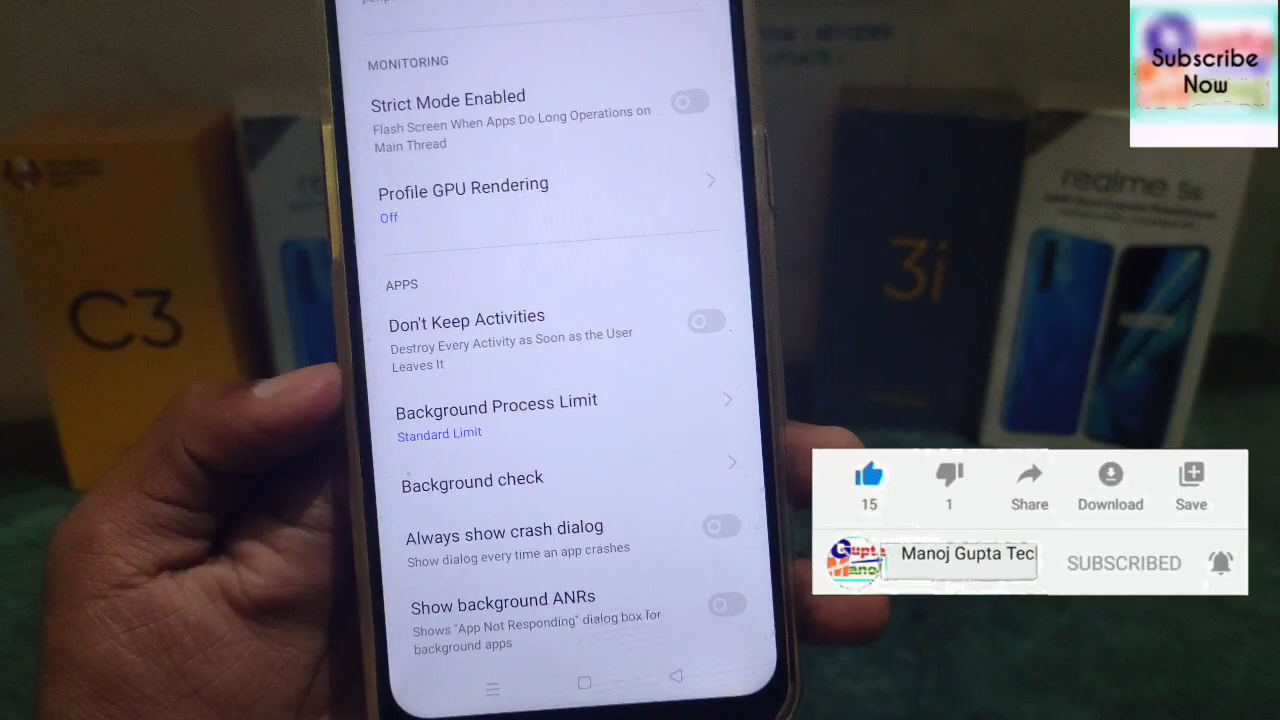 Subscribe
Now
MONITORING
Strict Mode Enabled
Flash Screen When Apps Do Long Operations on
Main Thread
Profile GPU Rendering
Off
APPS
Don't Keep Activities
Destroy Every Activity as Soon as the User
Leaves It
Background Process Limit
Standard Limit
Background check
Always show crash dialog
Show dialog every time an app crashes
Show background ANRs
Shows "App Not Responding" dialog box for
background apps
C3
3i
realme
15
1
Share
Download
Save
Gupta
Manoj
Manoj Gupta Tec
SUBSCRIBED